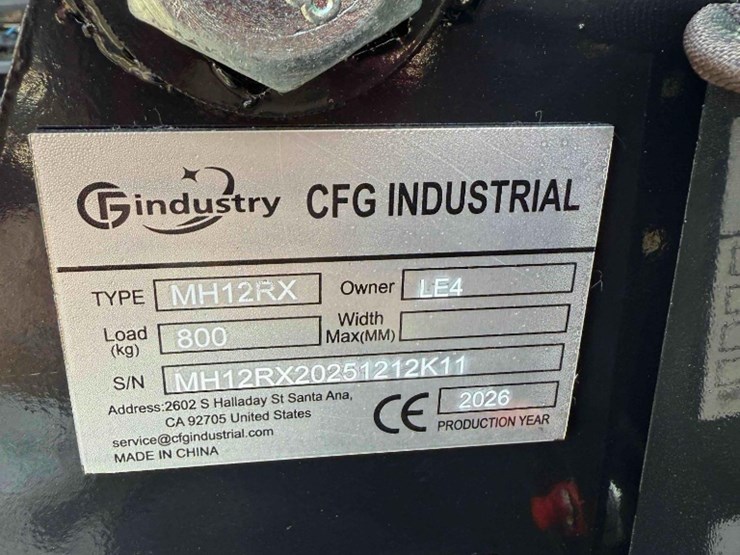 CFindustry CFG INDUSTRIAL
TYPE MH12RX Owner LE4
Load (kg) 800 Width Max(MM)
S/N MH12RX20251212K11
Address:2602 S Halladay St Santa Ana,
CA 92705 United States
service@cfgindustrial.com
MADE IN CHINA
CE 2026
PRODUCTION YEAR